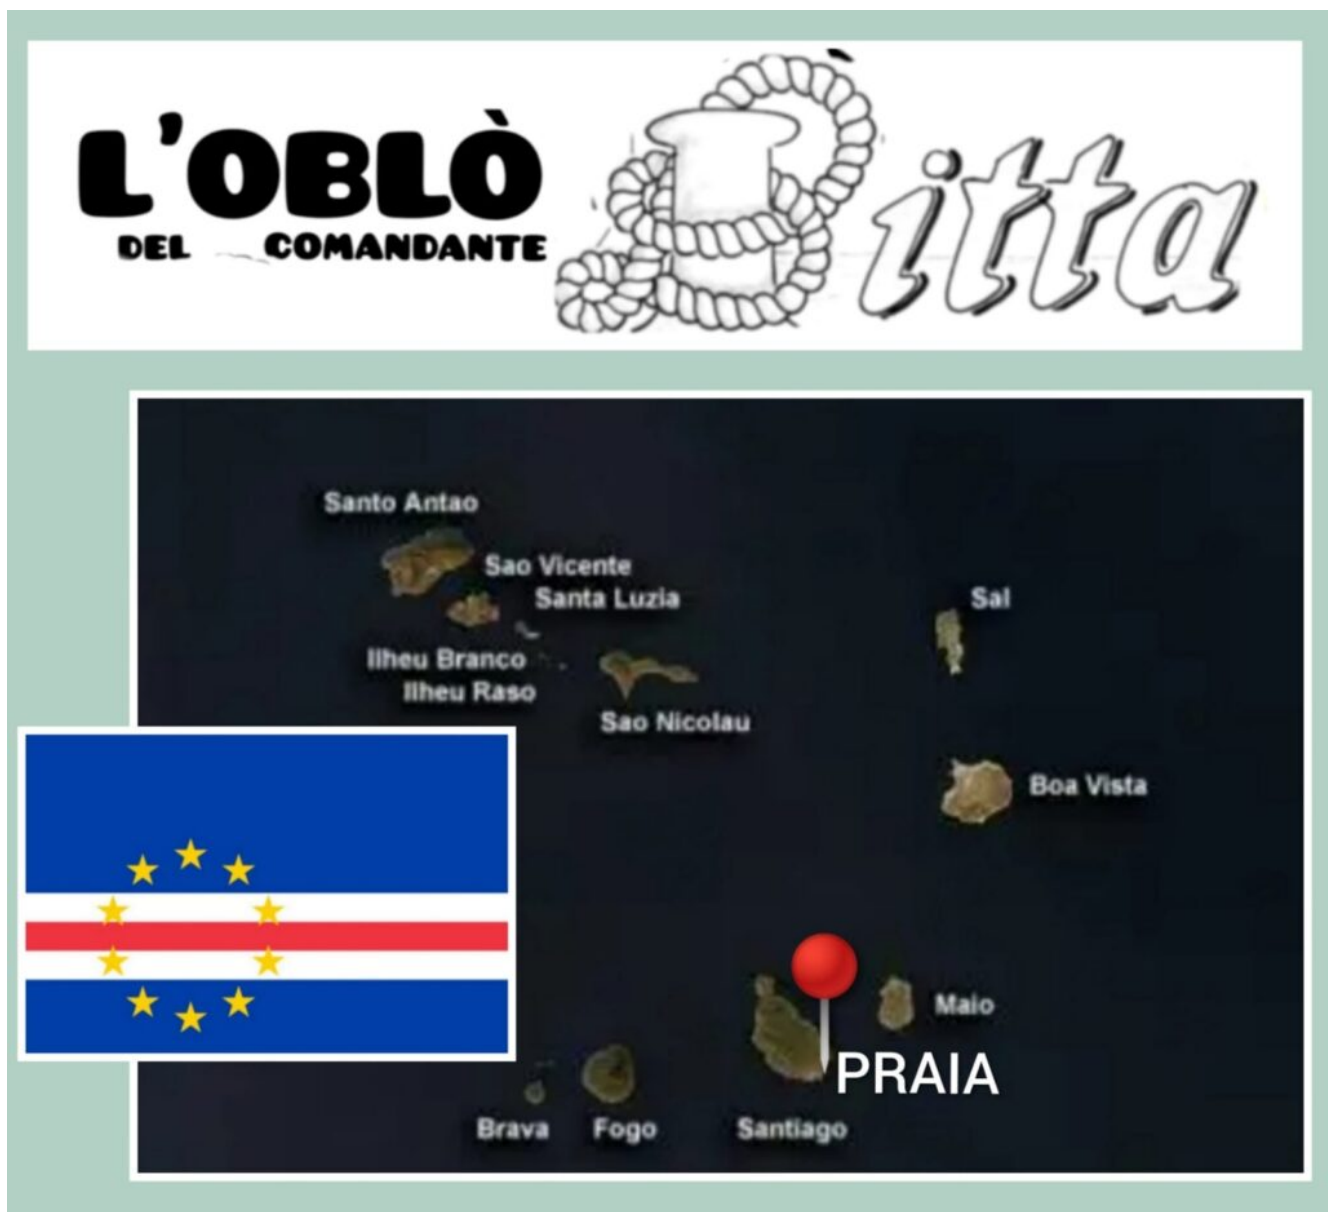 L'OBLÒ
DEL COMANDANTE
Bitta
Santo Antao
Sao Vicente
Santa Luzia
Sal
Ilheu Branco
Ilheu Raso
Sao Nicolau
Boa Vista
Maio
PRAIA
Brava
Fogo
Santiago